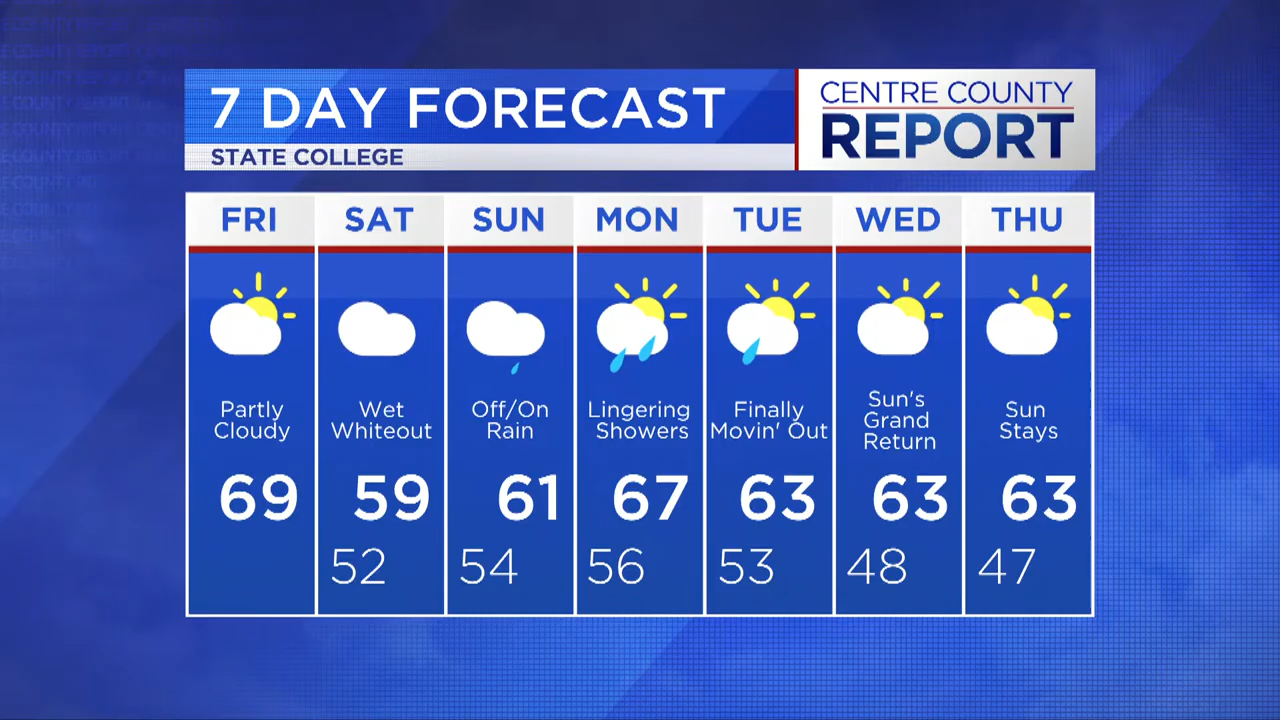 7 DAY FORECAST
STATE COLLEGE
CENTRE COUNTY
REPORT
FRI
SAT
SUN
MON
TUE
WED
THU
Partly
Cloudy
Wet
Whiteout
Off/On
Rain
Lingering
Showers
Finally
Movin' Out
Sun's
Grand
Return
Sun
Stays
69
59
61
67
63
63
63
52
54
56
53
48
47